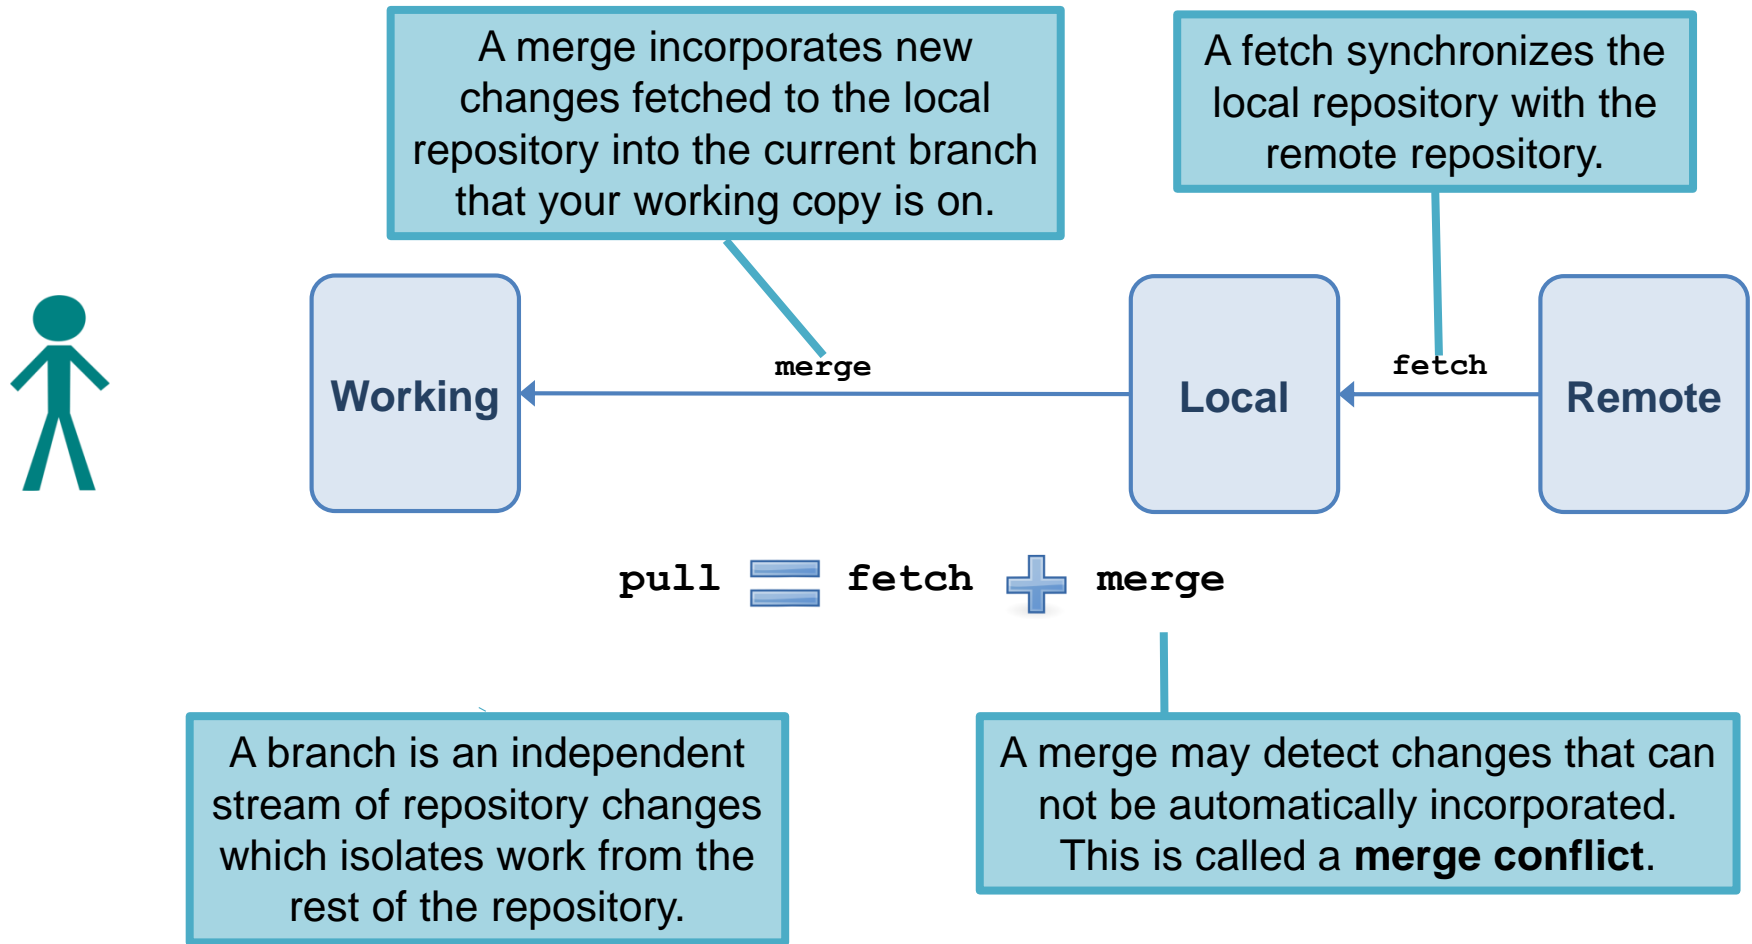 A merge incorporates new
changes fetched to the local
repository into the current branch
that your working copy is on.
A fetch synchronizes the
local repository with the
remote repository.
merge
fetch
Working
Local
Remote
pull fetch merge
A branch is an independent
stream of repository changes
which isolates work from the
rest of the repository.
A merge may detect changes that can
not be automatically incorporated.
This is called a merge conflict.